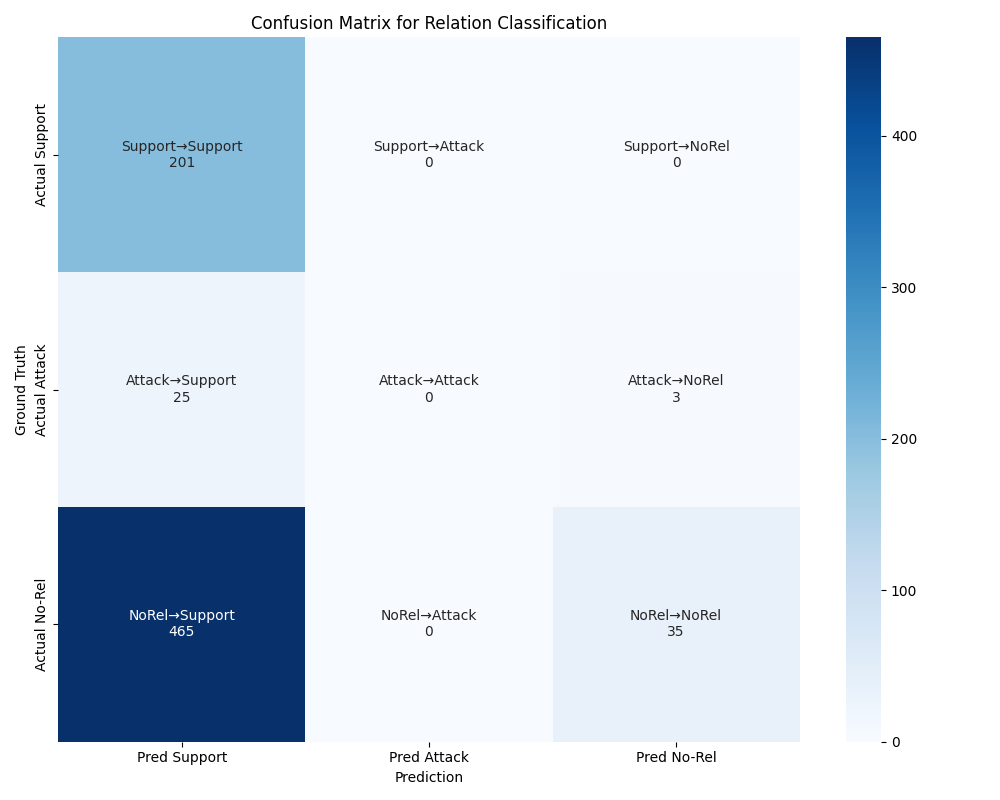 Confusion Matrix for Relation Classification
Ground Truth
Actual Support
Support→Support
201
Support→Attack
0
Support→NoRel
0
Actual Attack
Attack→Support
25
Attack→Attack
0
Attack→NoRel
3
Actual No-Rel
NoRel→Support
465
NoRel→Attack
0
NoRel→NoRel
35
Pred Support
Pred Attack
Pred No-Rel
Prediction
400
300
200
100
0